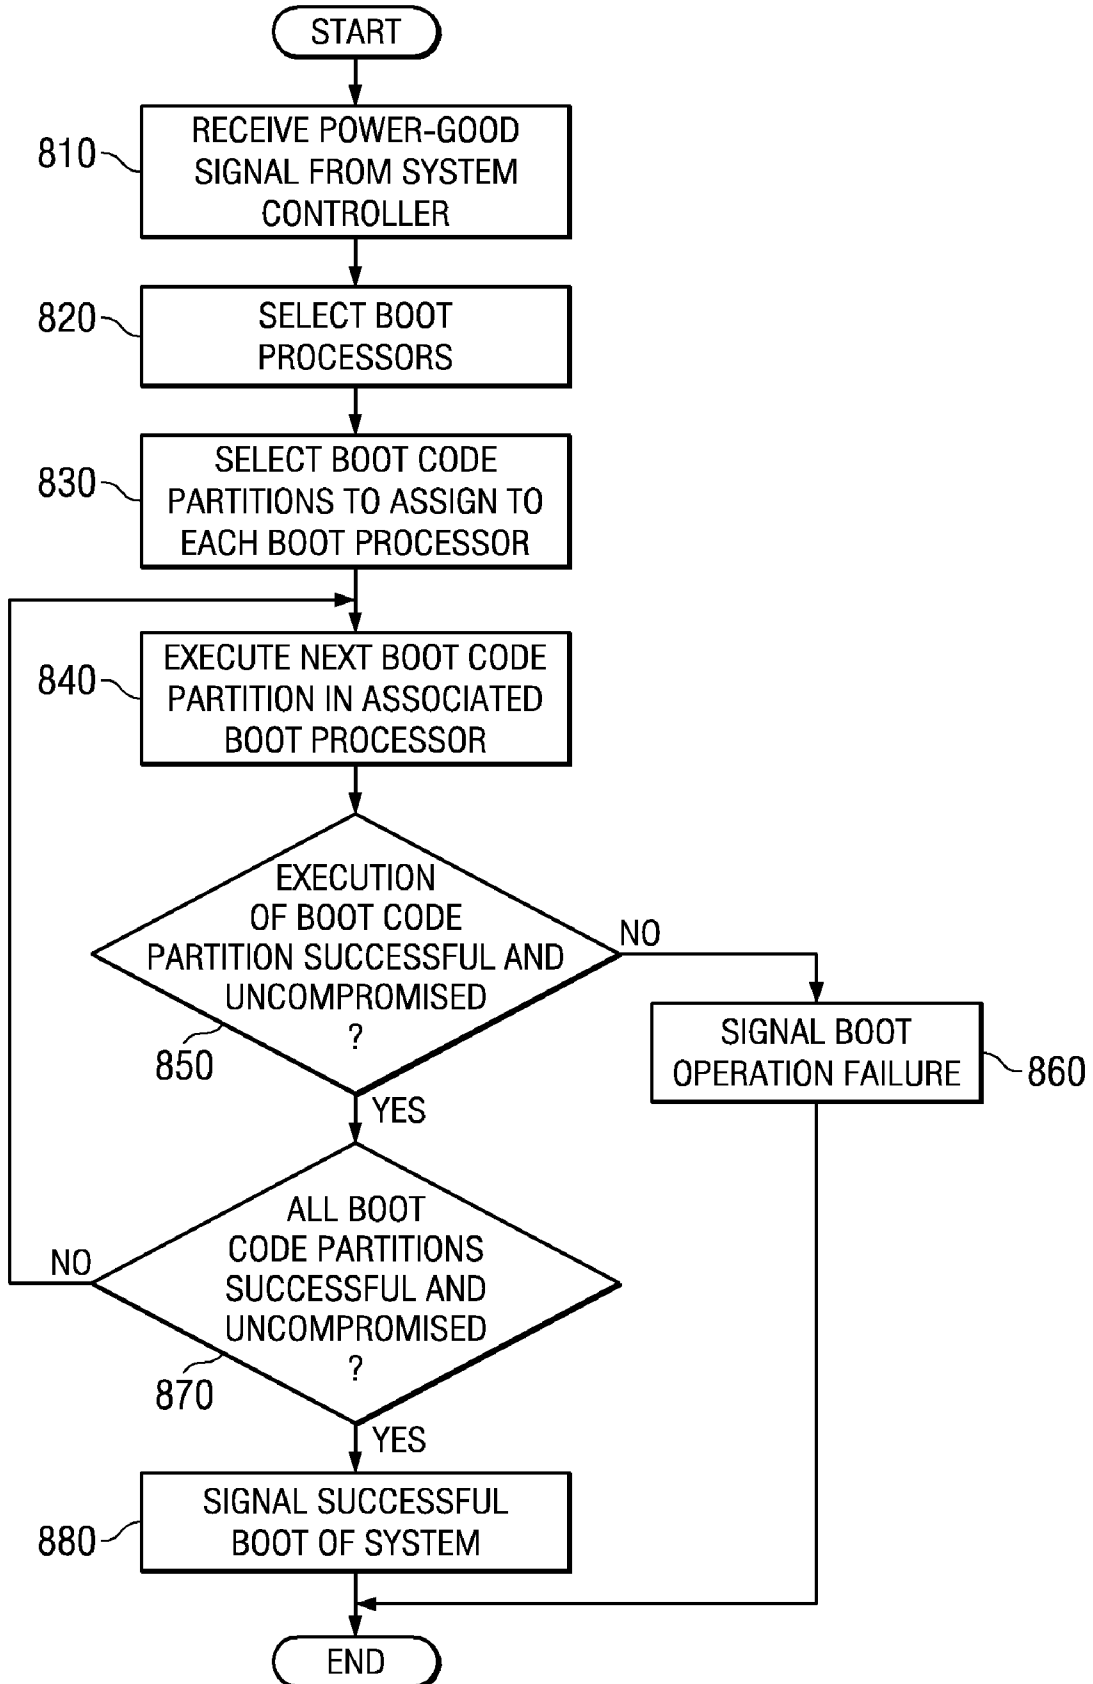 START
RECEIVE POWER-GOOD
SIGNAL FROM SYSTEM
CONTROLLER
810
SELECT BOOT
PROCESSORS
820
SELECT BOOT CODE
PARTITIONS TO ASSIGN TO
EACH BOOT PROCESSOR
830
EXECUTE NEXT BOOT CODE
PARTITION IN ASSOCIATED
BOOT PROCESSOR
840
EXECUTION
OF BOOT CODE
PARTITION SUCCESSFUL AND
UNCOMPROMISED
?
850
NO
SIGNAL BOOT
OPERATION FAILURE
860
YES
ALL BOOT
CODE PARTITIONS
SUCCESSFUL AND
UNCOMPROMISED
?
870
NO
YES
SIGNAL SUCCESSFUL
BOOT OF SYSTEM
880
END